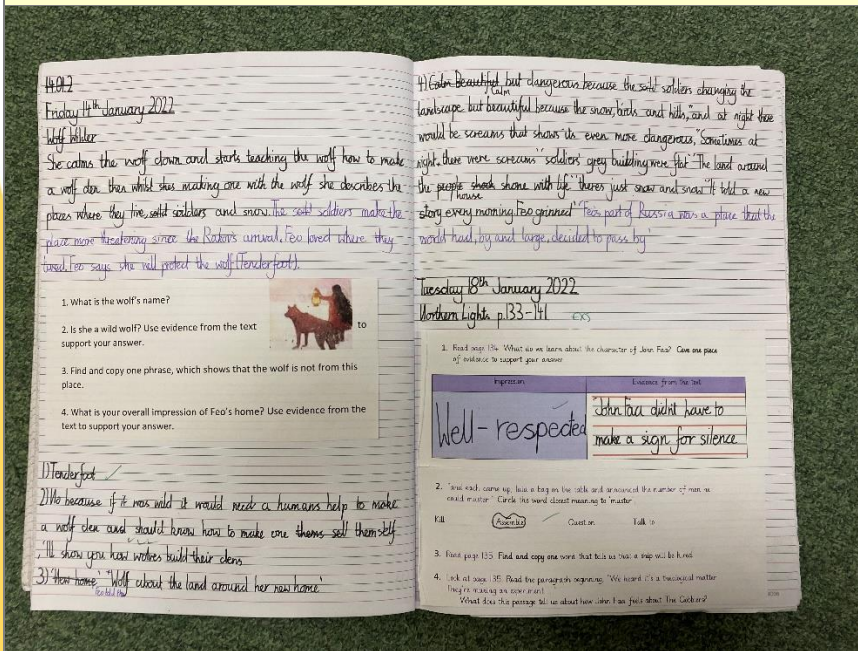 14.01.2
Friday 14th January 2022
Wolf Wilder
She calms the wolf down and starts teaching the wolf how to make
a wolf den then whilst shes making one with the wolf she describes the
places where they live, soilders and snow. The soldiers make the
place more threatening since the Rakov's arrival. Feo loved where they
lived. Feo says she will protect the wolf (Tenderfoot).
1. What is the wolf's name?
2. Is she a wild wolf? Use evidence from the text to
support your answer.
3. Find and copy one phrase, which shows that the wolf is not from this
place.
4. What is your overall impression of Feo's home? Use evidence from the
text to support your answer.
1) Tenderfoot
2) No because if it was wild it would need a humans help to make
a wolf den and should know how to make one thems self themself
,'I'll show you how wolves build their dens
3) 'New home' 'Wolf about the land around her new home'
Feo told the
4) Calm Beautiful but dangerous because the soldiers changing the
Calm
landscape but beautiful because the snow, birds and hills, "and at night there
would be screams that shows its even more dangerous, "Sometimes at
night, there were screams" soldiers' grey building were flat "The land around
the people shone with life" theres just snow and snow "It told a new
house
story every morning. Feo grinned" 'Feos part of Russia was a place that the
world had, by and large, decided to pass by'
Tuesday 18th January 2022
Northern Lights p.133-141 EXS
1. Read page 134. What do we learn about the character of John Faa? Give one piece
of evidence to support your answer
Impression Evidence from the text
Well-respected
"John Faa didn't have to
make a sign for silence
2. "and each came up, laid a bag on the table and announced the number of men he
could muster" Circle the word closest meaning to 'muster'
Kill Assemble Question Talk to
3. Read page 135. Find and copy one word that tells us that a ship will be hired
4. Look at page 135. Read the paragraph beginning, "We heard it's a theological matter
They're making an experiment
What does this passage tell us about how John Faa feels about The Gobblers?